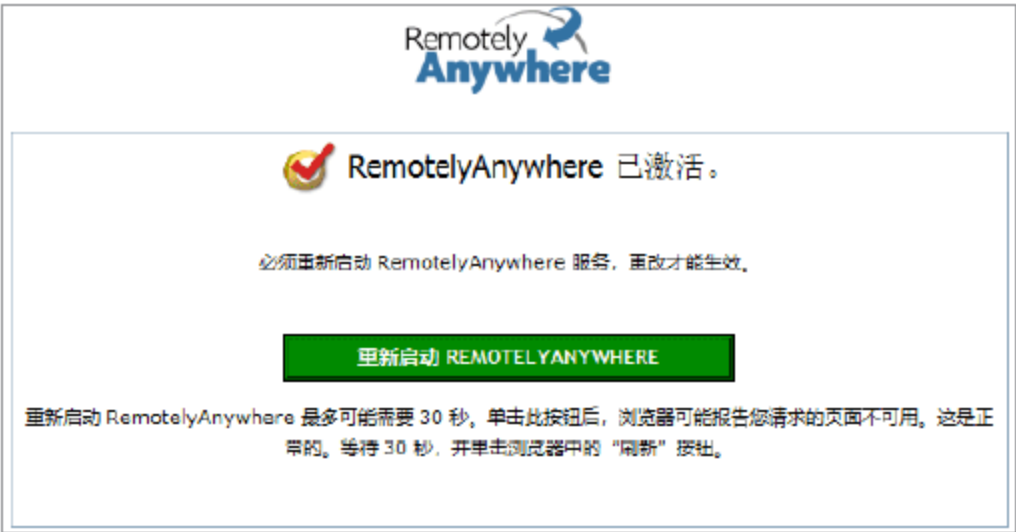 Remotely
Anywhere
RemotelyAnywhere 已激活。
必须重新启动 RemotelyAnywhere 服务，更改才能生效。
重新启动 REMOTELYANYWHERE
重新启动 RemotelyAnywhere 最多可能需要 30 秒。单击此按钮后，浏览器可能报告您请求的页面不可用。这是正
常的。等待 30 秒，并单击浏览器中的“刷新”按钮。